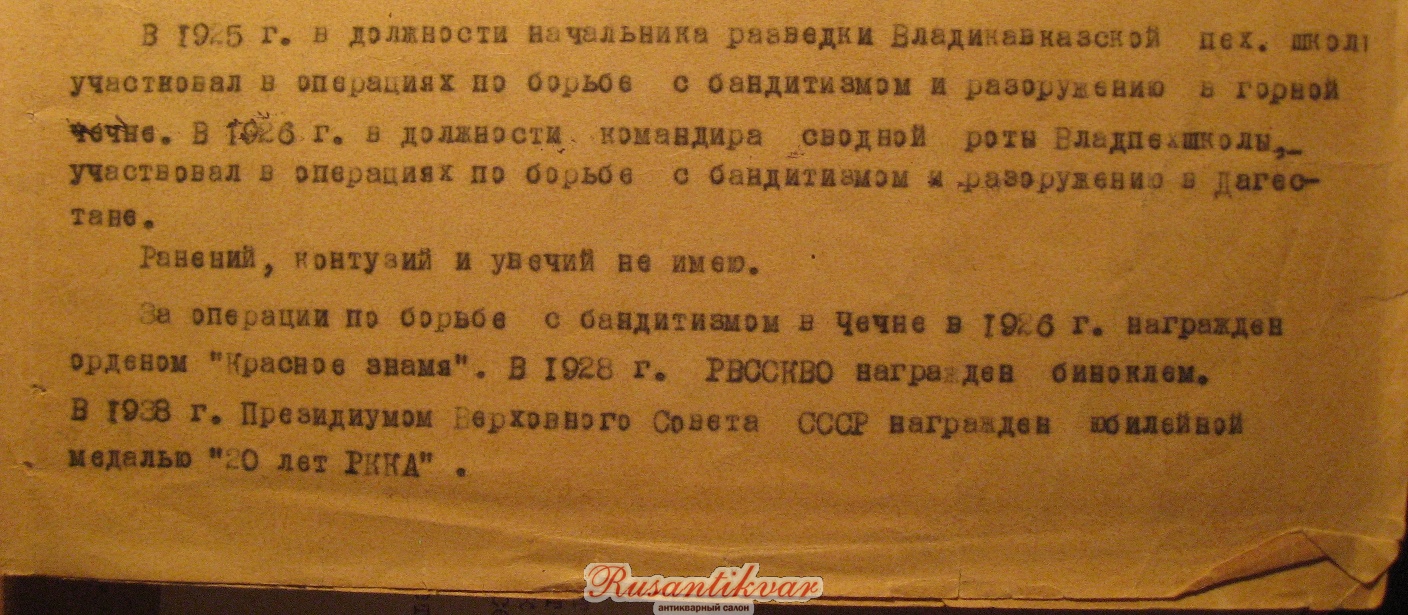 В 1925 г. в должности начальника разведки Владикавказской пех. школы
участвовал в операциях по борьбе с бандитизмом и разоружению в горной
чечне. В 1926 г. в должности командира сводной роты Владпехшколы,
участвовал в операциях по борьбе с бандитизмом и разоружению в Дагес-
тане.
Ранений, контузий и увечий не имею.
За операции по борьбе с бандитизмом в Чечне в 1926 г. награжден
орденом "Красное знамя". В 1928 г. РВССКВО награжден биноклем.
В 1938 г. Президиумом Верховного Совета СССР награжден юбилейной
медалью "20 лет РККА" .
Rusantikvar
антикварный салон